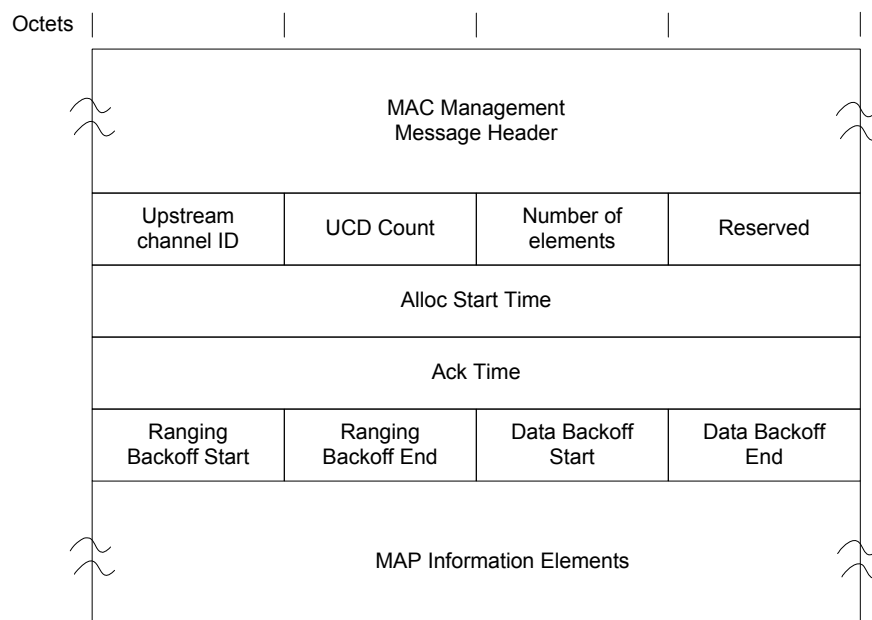 Octets
MAC Management
Message Header
Upstream
channel ID
UCD Count
Number of
elements
Reserved
Alloc Start Time
Ack Time
Ranging
Backoff Start
Ranging
Backoff End
Data Backoff
Start
Data Backoff
End
MAP Information Elements